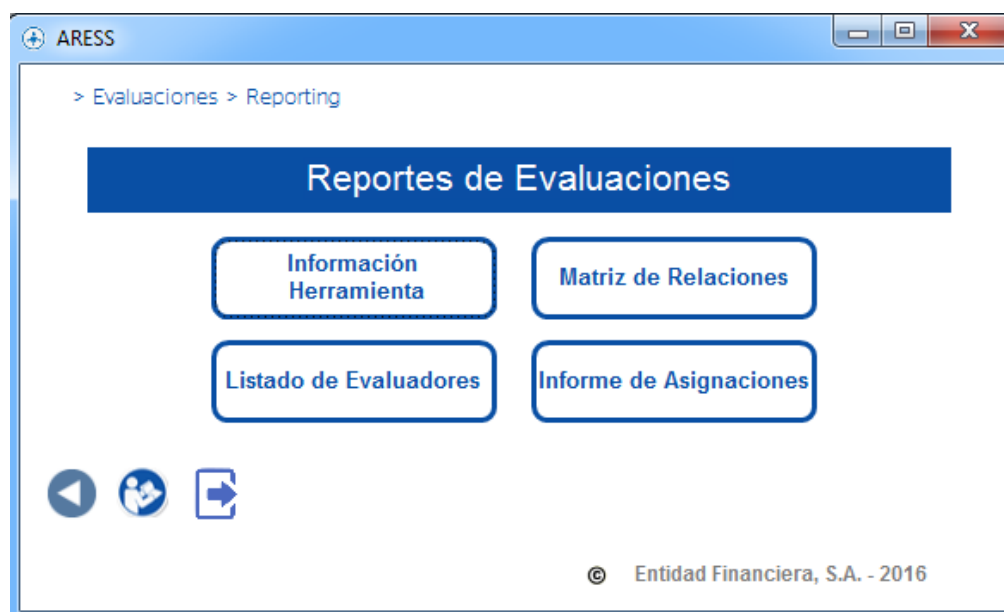 ARESS
> Evaluaciones > Reporting
Reportes de Evaluaciones
Información
Herramienta
Matriz de Relaciones
Listado de Evaluadores
Informe de Asignaciones
© Entidad Financiera, S.A. - 2016